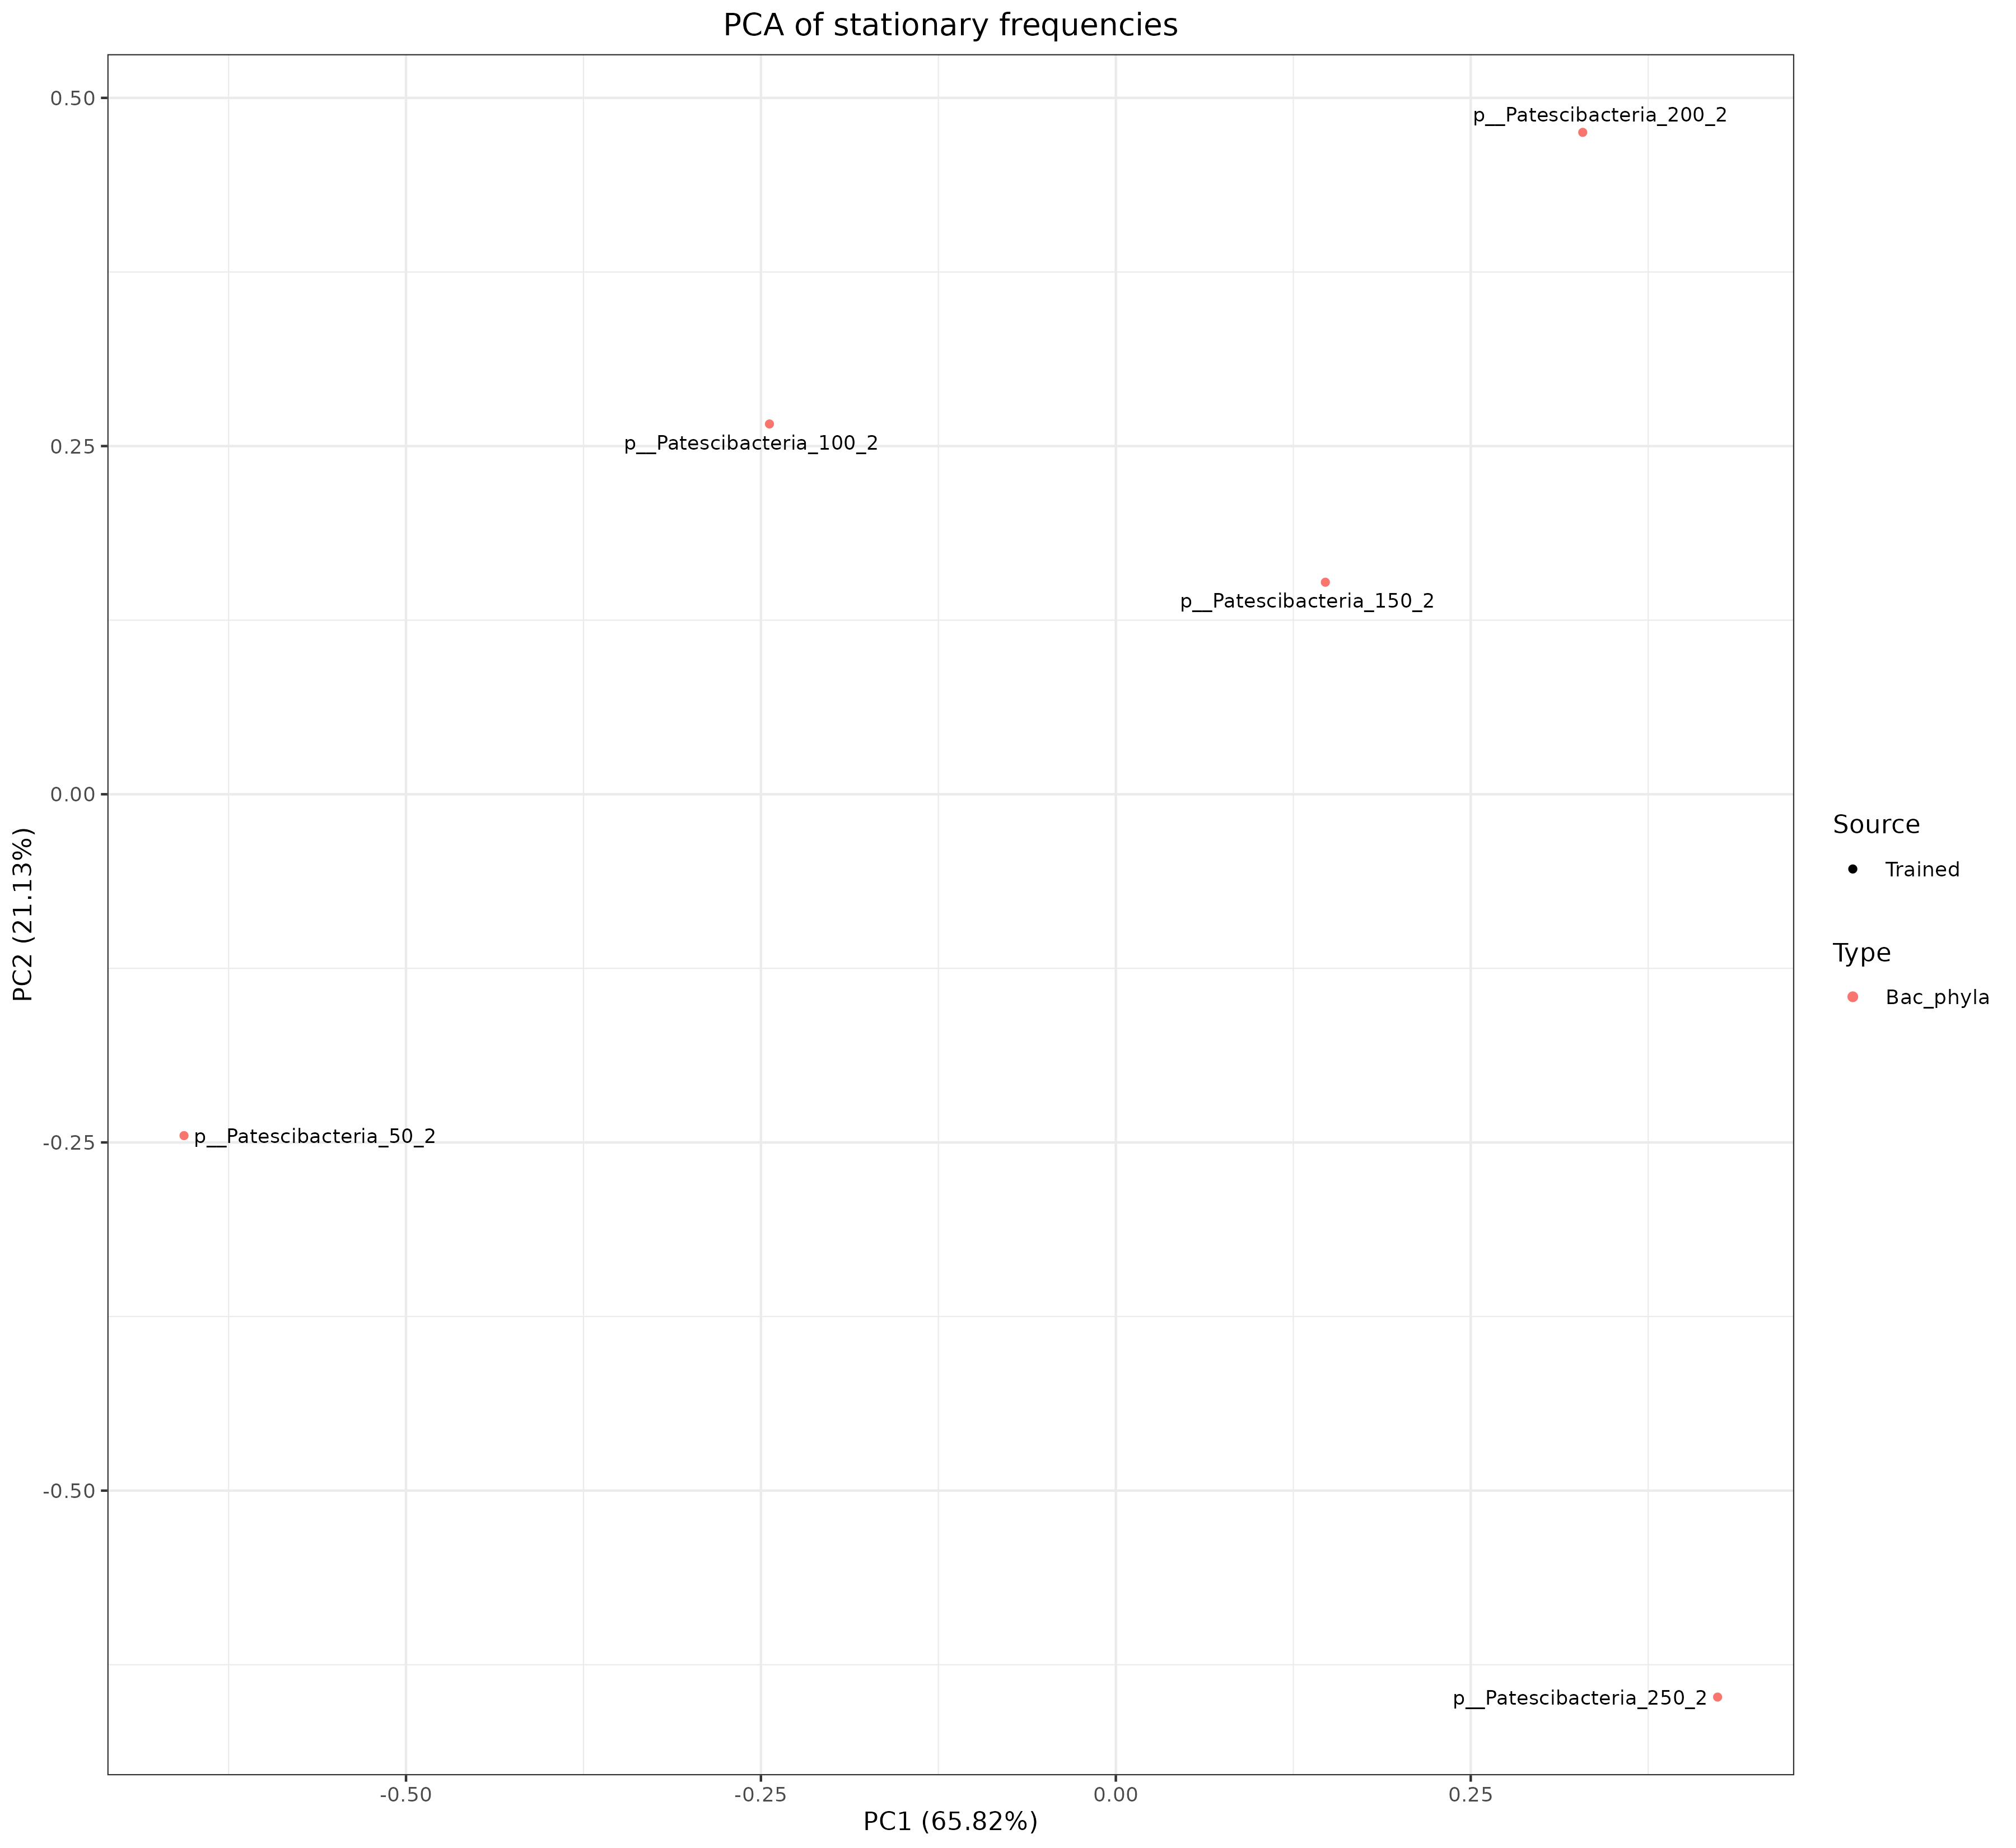 PCA of stationary frequencies
0.50
0.25
0.00
-0.25
-0.50
PC2 (21.13%)
p__Patescibacteria_200_2
p__Patescibacteria_100_2
p__Patescibacteria_150_2
p__Patescibacteria_50_2
p__Patescibacteria_250_2
-0.50
-0.25
0.00
0.25
PC1 (65.82%)
Source
Trained
Type
Bac_phyla